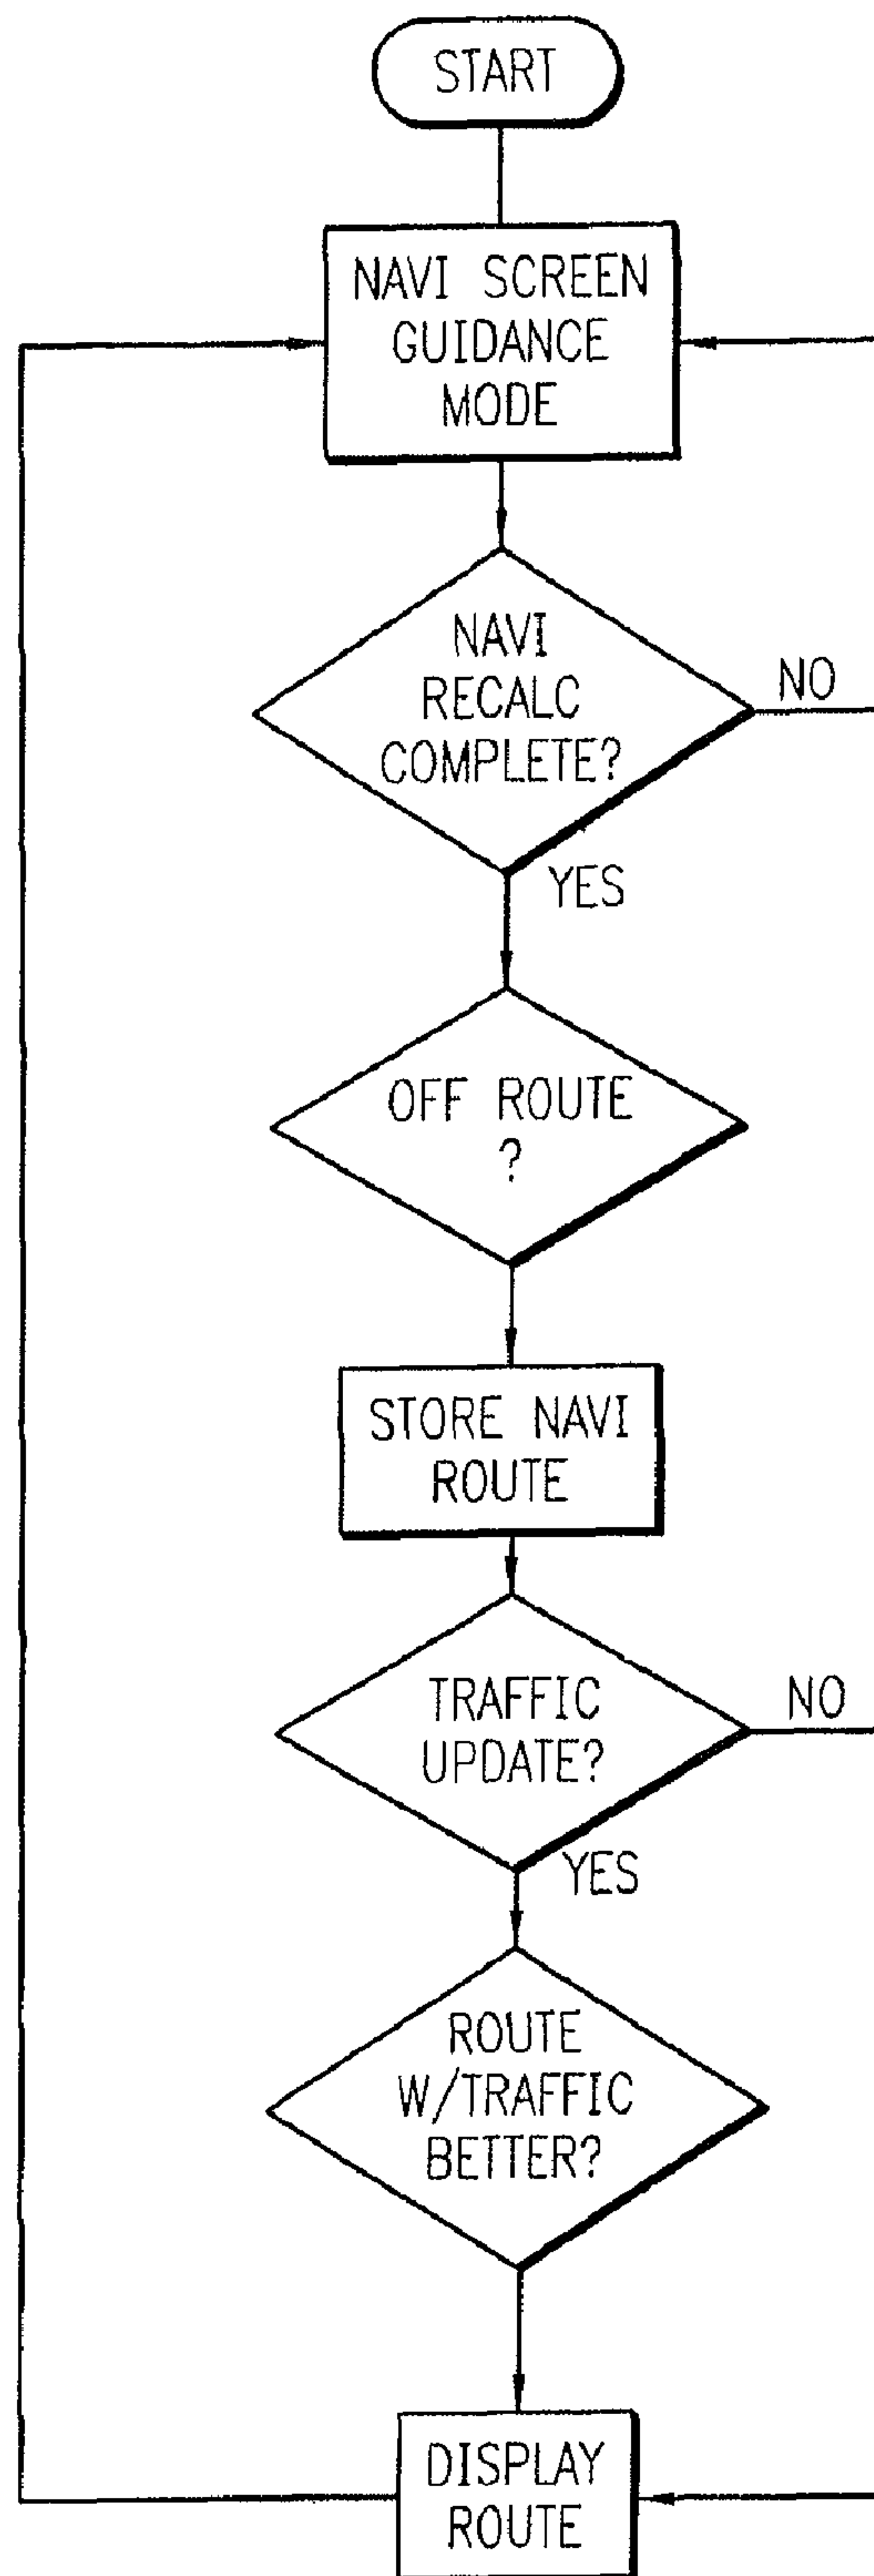 START
NAVI SCREEN
GUIDANCE
MODE
NAVI
RECALC
COMPLETE?
NO
YES
OFF ROUTE
?
STORE NAVI
ROUTE
TRAFFIC
UPDATE?
NO
YES
ROUTE
W/TRAFFIC
BETTER?
DISPLAY
ROUTE